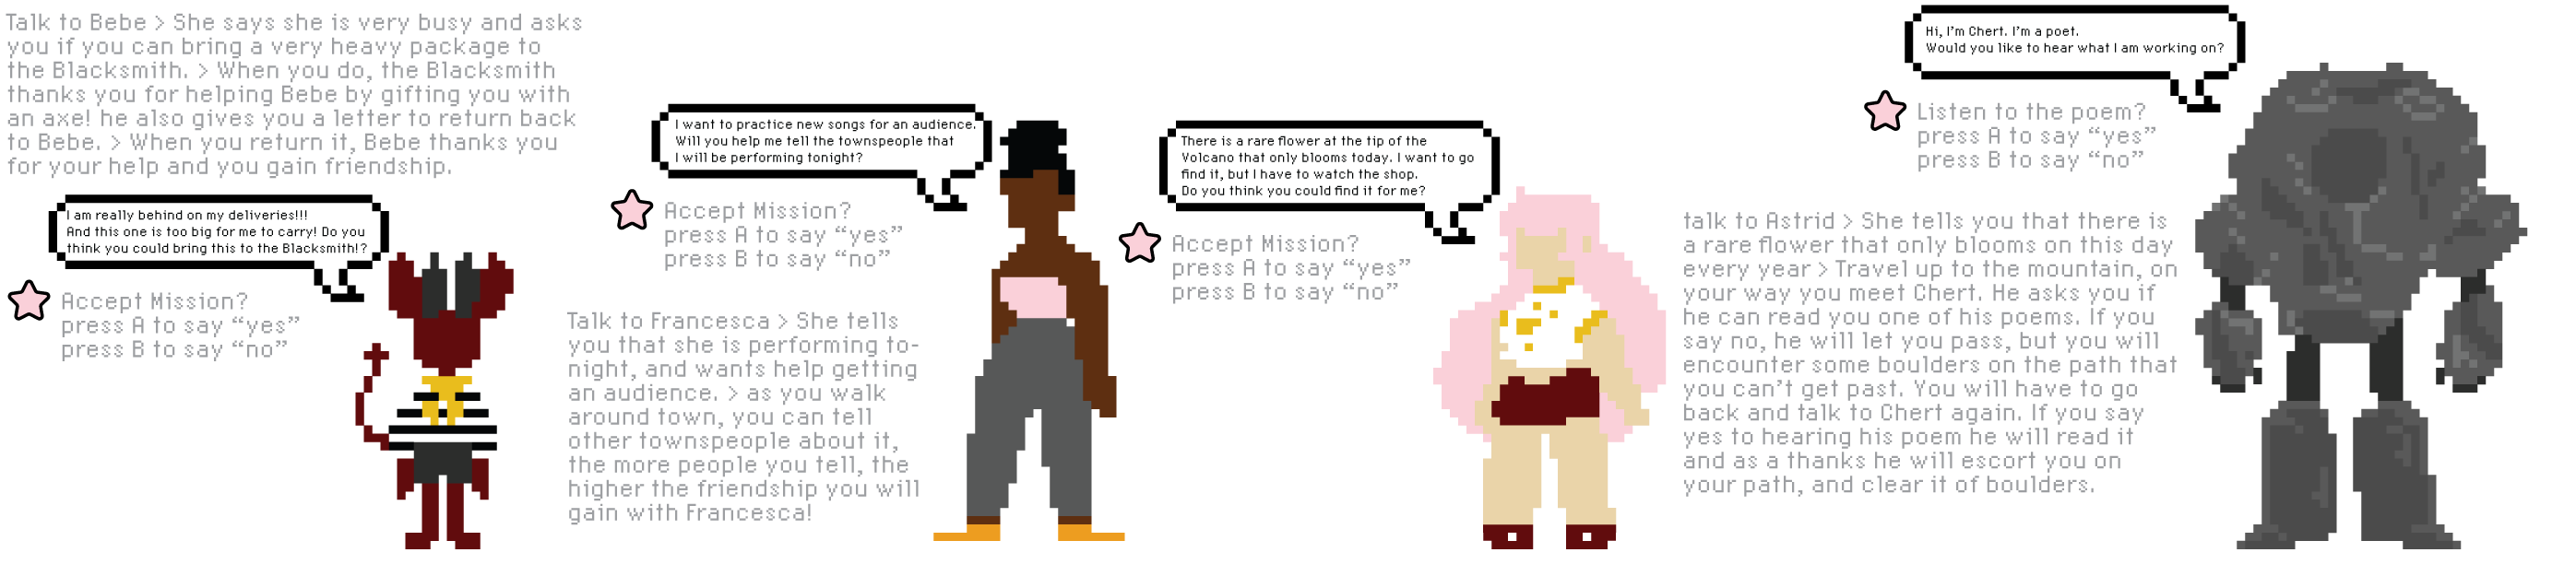 Talk to Bebe > She says she is very busy and asks
you if you can bring a very heavy package to
the Blacksmith. > When you do, the Blacksmith
thanks you for helping Bebe by gifting you with
an axe! he also gives you a letter to return back
to Bebe. > When you return it, Bebe thanks you
for your help and you gain friendship.
I am really behind on my deliveries!!!
And this one is too big for me to carry! Do you
think you could bring this to the Blacksmith!?
Accept Mission?
press A to say “yes”
press B to say “no”
I want to practice new songs for an audience.
Will you help me tell the townspeople that
I will be performing tonight?
Accept Mission?
press A to say “yes”
press B to say “no”
Talk to Francesca > She tells
you that she is performing to-
night, and wants help getting
an audience. > as you walk
around town, you can tell
other townspeople about it,
the more people you tell, the
higher the friendship you will
gain with Francesca!
There is a rare flower at the tip of the
Volcano that only blooms today. I want to go
find it, but I have to watch the shop.
Do you think you could find it for me?
Accept Mission?
press A to say “yes”
press B to say “no”
Hi, I’m Chert. I’m a poet.
Would you like to hear what I am working on?
Listen to the poem?
press A to say “yes”
press B to say “no”
talk to Astrid > She tells you that there is
a rare flower that only blooms on this day
every year > Travel up to the mountain, on
your way you meet Chert. He asks you if
he can read you one of his poems. If you
say no, he will let you pass, but you will
encounter some boulders on the path that
you can’t get past. You will have to go
back and talk to Chert again. If you say
yes to hearing his poem he will read it
and as a thanks he will escort you on
your path, and clear it of boulders.